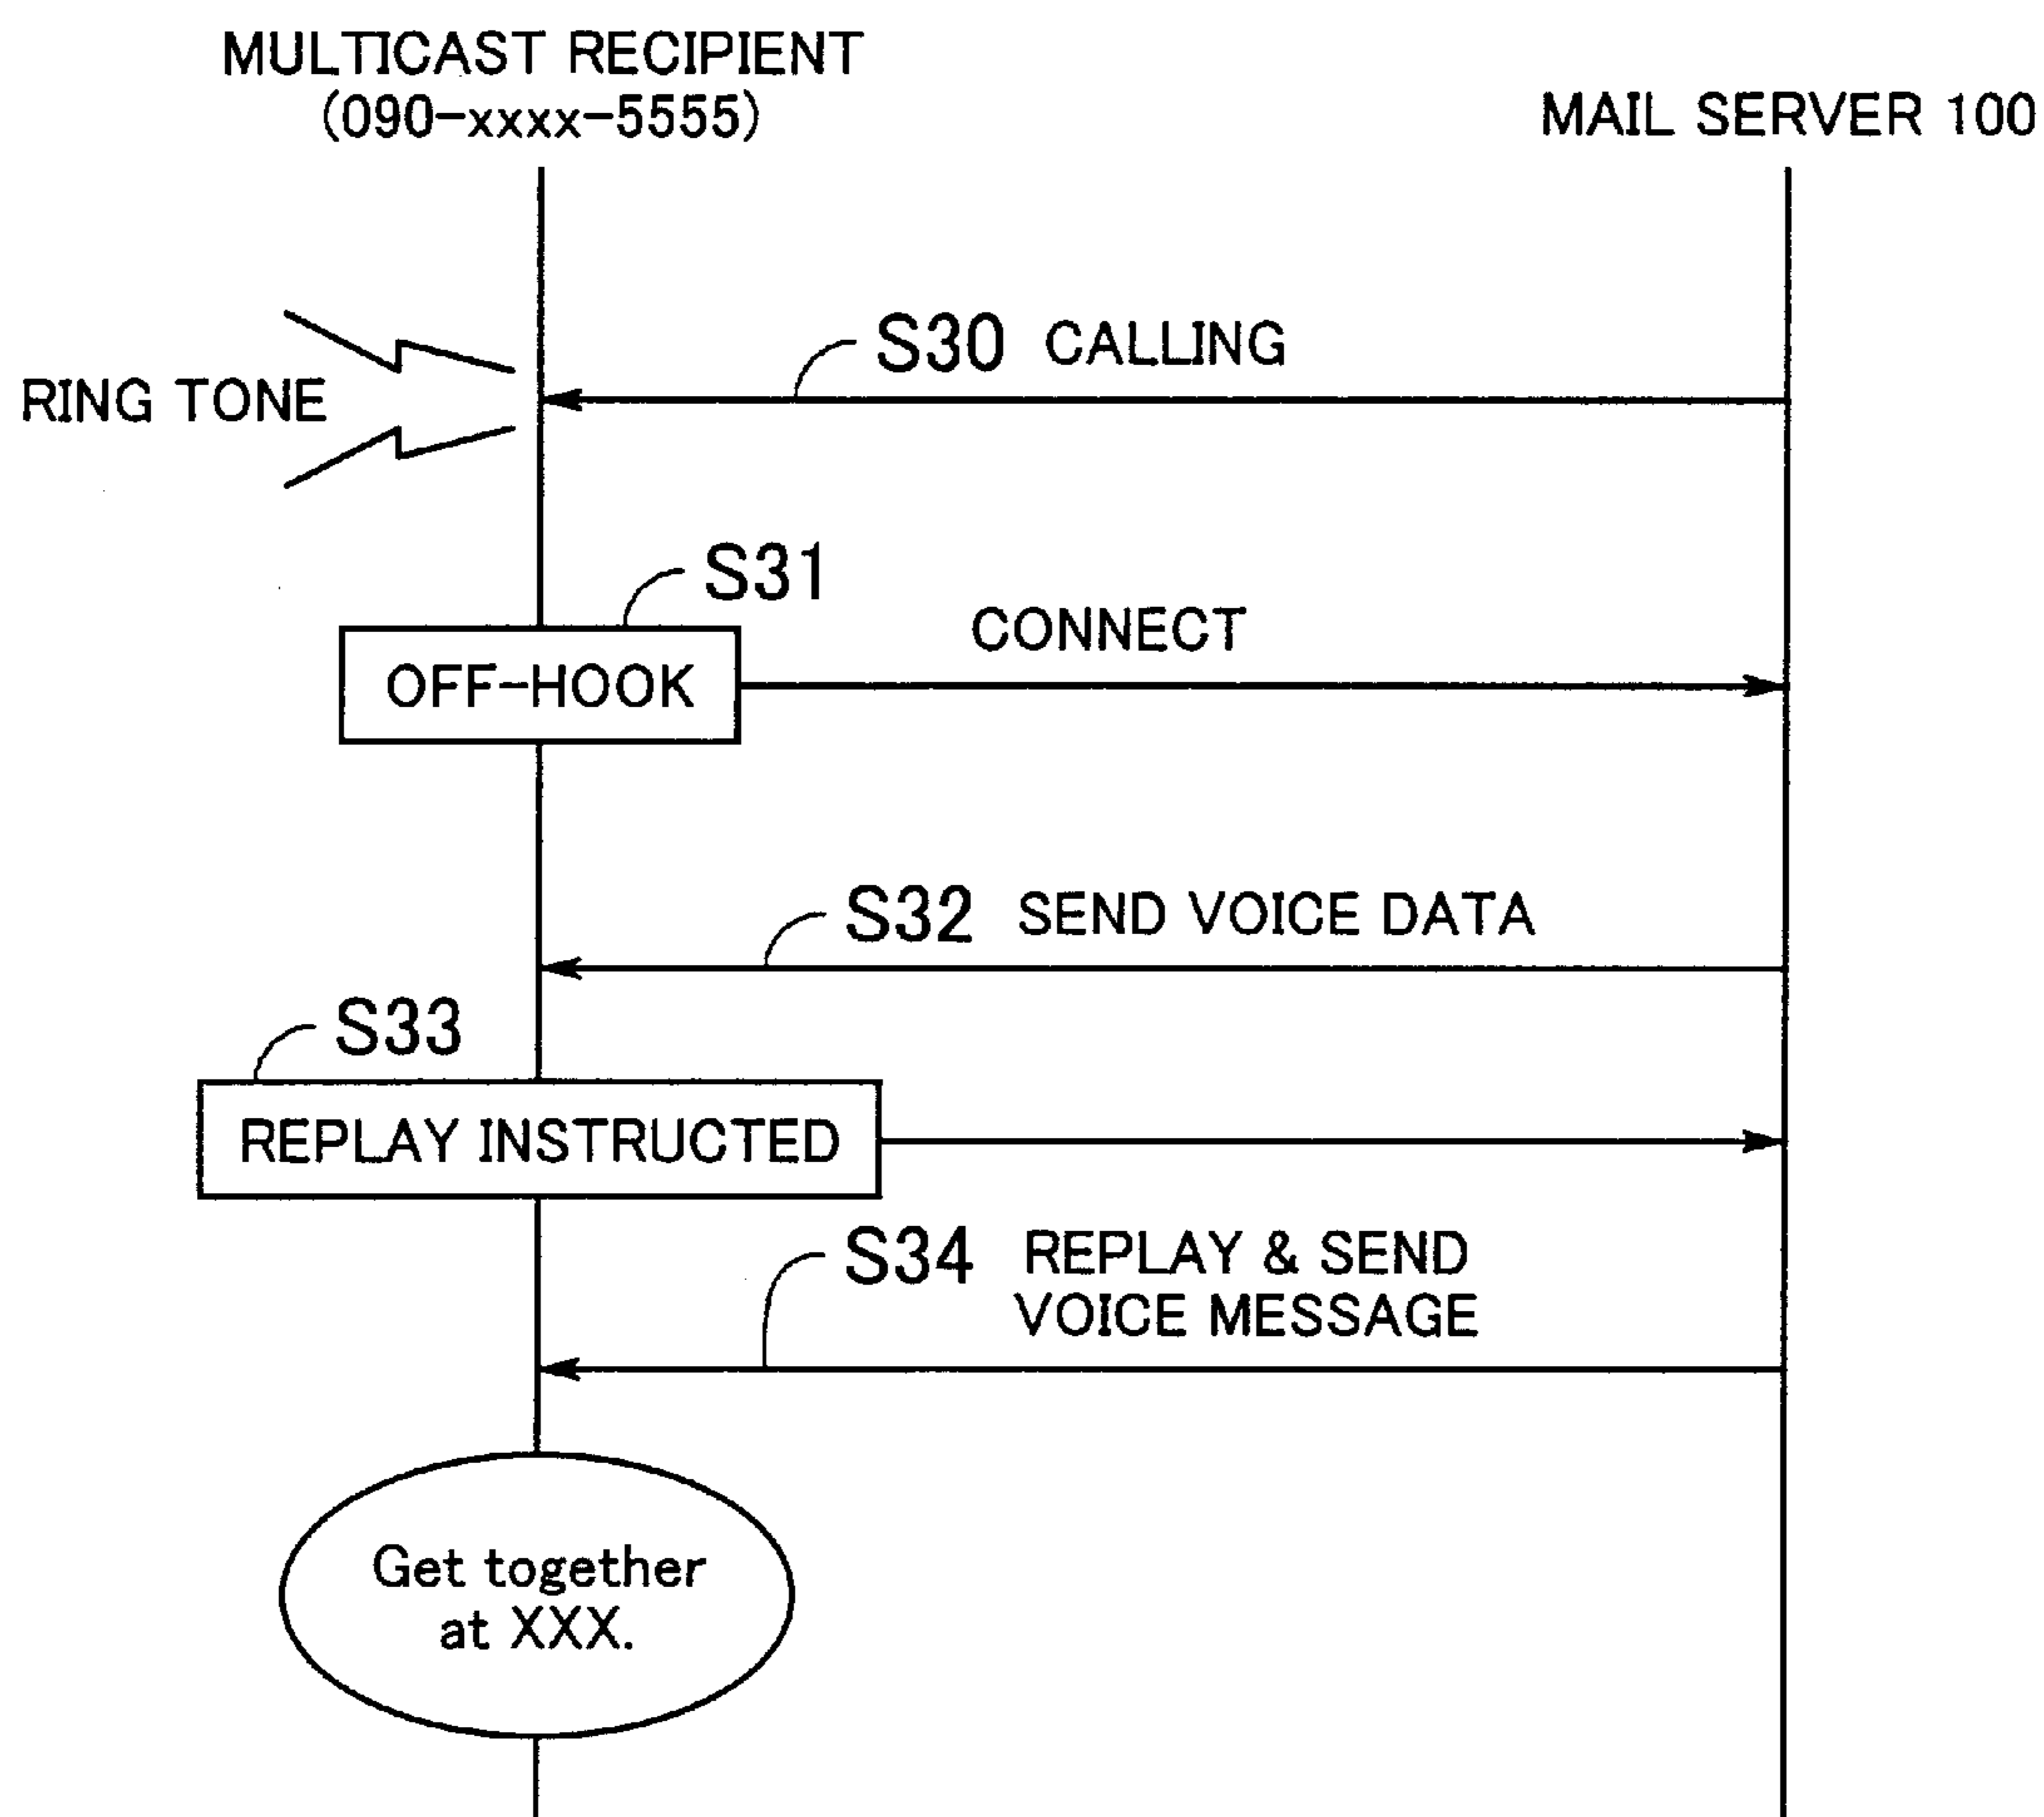 MULTICAST RECIPIENT
(090-xxxx-5555)
MAIL SERVER 100
S30 CALLING
RING TONE
S31
CONNECT
OFF-HOOK
S32 SEND VOICE DATA
S33
REPLAY INSTRUCTED
S34 REPLAY & SEND
VOICE MESSAGE
Get together
at XXX.